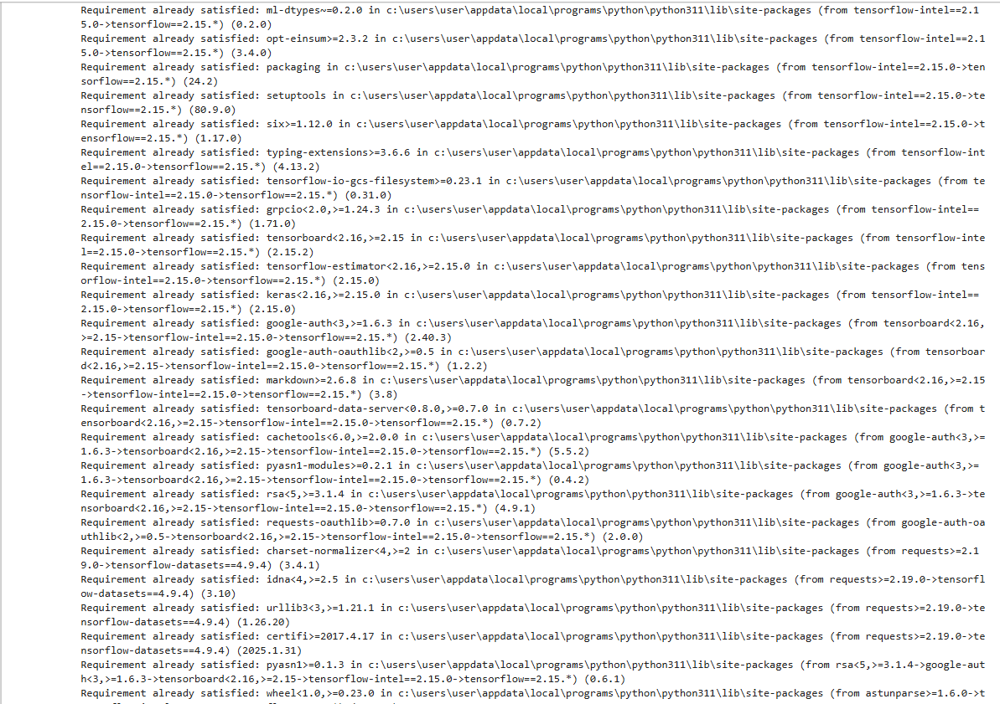 Requirement already satisfied: ml-dtypes~=0.2.0 in c:\users\user\appdata\local\programs\python\python311\lib\site-packages (from tensorflow-intel==2.1
5.0->tensorflow==2.15.*) (0.2.0)
Requirement already satisfied: opt-einsum>=2.3.2 in c:\users\user\appdata\local\programs\python\python311\lib\site-packages (from tensorflow-intel==2.1
5.0->tensorflow==2.15.*) (3.4.0)
Requirement already satisfied: packaging in c:\users\user\appdata\local\programs\python\python311\lib\site-packages (from tensorflow-intel==2.15.0->ten
sorflow==2.15.*) (24.2)
Requirement already satisfied: setuptools in c:\users\user\appdata\local\programs\python\python311\lib\site-packages (from tensorflow-intel==2.15.0->te
nsorflow==2.15.*) (80.9.0)
Requirement already satisfied: six>=1.12.0 in c:\users\user\appdata\local\programs\python\python311\lib\site-packages (from tensorflow-intel==2.15.0->t
ensorflow==2.15.*) (1.17.0)
Requirement already satisfied: typing-extensions>=3.6.6 in c:\users\user\appdata\local\programs\python\python311\lib\site-packages (from tensorflow-int
el==2.15.0->tensorflow==2.15.*) (4.13.2)
Requirement already satisfied: tensorflow-io-gcs-filesystem>=0.23.1 in c:\users\user\appdata\local\programs\python\python311\lib\site-packages (from te
nsorflow-intel==2.15.0->tensorflow==2.15.*) (0.31.0)
Requirement already satisfied: grpcio<2.0,>=1.24.3 in c:\users\user\appdata\local\programs\python\python311\lib\site-packages (from tensorflow-intel==
2.15.0->tensorflow==2.15.*) (1.71.0)
Requirement already satisfied: tensorboard<2.16,>=2.15 in c:\users\user\appdata\local\programs\python\python311\lib\site-packages (from tensorflow-inte
l==2.15.0->tensorflow==2.15.*) (2.15.2)
Requirement already satisfied: tensorflow-estimator<2.16,>=2.15.0 in c:\users\user\appdata\local\programs\python\python311\lib\site-packages (from tens
orflow-intel==2.15.0->tensorflow==2.15.*) (2.15.0)
Requirement already satisfied: keras<2.16,>=2.15.0 in c:\users\user\appdata\local\programs\python\python311\lib\site-packages (from tensorflow-intel==
2.15.0->tensorflow==2.15.*) (2.15.0)
Requirement already satisfied: google-auth<3,>=1.6.3 in c:\users\user\appdata\local\programs\python\python311\lib\site-packages (from tensorboard<2.16,
>=2.15->tensorflow-intel==2.15.0->tensorflow==2.15.*) (2.40.3)
Requirement already satisfied: google-auth-oauthlib<2,>=0.5 in c:\users\user\appdata\local\programs\python\python311\lib\site-packages (from tensorboar
d<2.16,>=2.15->tensorflow-intel==2.15.0->tensorflow==2.15.*) (1.2.2)
Requirement already satisfied: markdown>=2.6.8 in c:\users\user\appdata\local\programs\python\python311\lib\site-packages (from tensorboard<2.16,>=2.15
->tensorflow-intel==2.15.0->tensorflow==2.15.*) (3.8)
Requirement already satisfied: tensorboard-data-server<0.8.0,>=0.7.0 in c:\users\user\appdata\local\programs\python\python311\lib\site-packages (from t
ensorboard<2.16,>=2.15->tensorflow-intel==2.15.0->tensorflow==2.15.*) (0.7.2)
Requirement already satisfied: cachetools<6.0,>=2.0.0 in c:\users\user\appdata\local\programs\python\python311\lib\site-packages (from google-auth<3,>=
1.6.3->tensorboard<2.16,>=2.15->tensorflow-intel==2.15.0->tensorflow==2.15.*) (5.5.2)
Requirement already satisfied: pyasn1-modules>=0.2.1 in c:\users\user\appdata\local\programs\python\python311\lib\site-packages (from google-auth<3,>=
1.6.3->tensorboard<2.16,>=2.15->tensorflow-intel==2.15.0->tensorflow==2.15.*) (0.4.2)
Requirement already satisfied: rsa<5,>=3.1.4 in c:\users\user\appdata\local\programs\python\python311\lib\site-packages (from google-auth<3,>=1.6.3->te
nsorboard<2.16,>=2.15->tensorflow-intel==2.15.0->tensorflow==2.15.*) (4.9.1)
Requirement already satisfied: requests-oauthlib>=0.7.0 in c:\users\user\appdata\local\programs\python\python311\lib\site-packages (from google-auth-oa
uthlib<2,>=0.5->tensorboard<2.16,>=2.15->tensorflow-intel==2.15.0->tensorflow==2.15.*) (2.0.0)
Requirement already satisfied: charset-normalizer<4,>=2 in c:\users\user\appdata\local\programs\python\python311\lib\site-packages (from requests>=2.1
9.0->tensorflow-datasets==4.9.4) (3.4.1)
Requirement already satisfied: idna<4,>=2.5 in c:\users\user\appdata\local\programs\python\python311\lib\site-packages (from requests>=2.19.0->tensorfl
ow-datasets==4.9.4) (3.10)
Requirement already satisfied: urllib3<3,>=1.21.1 in c:\users\user\appdata\local\programs\python\python311\lib\site-packages (from requests>=2.19.0->te
nsorflow-datasets==4.9.4) (1.26.20)
Requirement already satisfied: certifi>=2017.4.17 in c:\users\user\appdata\local\programs\python\python311\lib\site-packages (from requests>=2.19.0->te
nsorflow-datasets==4.9.4) (2025.1.31)
Requirement already satisfied: pyasn1>=0.1.3 in c:\users\user\appdata\local\programs\python\python311\lib\site-packages (from rsa<5,>=3.1.4->google-aut
h<3,>=1.6.3->tensorboard<2.16,>=2.15->tensorflow-intel==2.15.0->tensorflow==2.15.*) (0.6.1)
Requirement already satisfied: wheel<1.0,>=0.23.0 in c:\users\user\appdata\local\programs\python\python311\lib\site-packages (from astunparse>=1.6.0->t